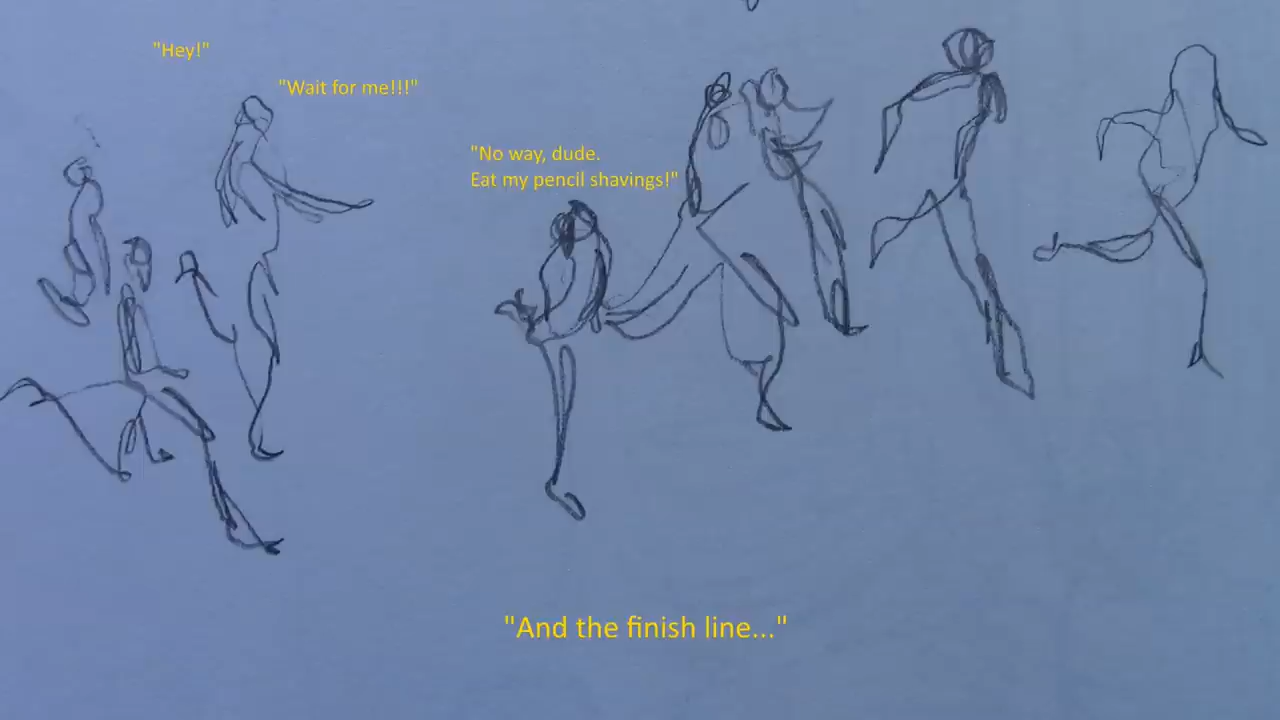 "Hey!"
"Wait for me!!!"
"No way, dude.
Eat my pencil shavings!"
"And the finish line..."